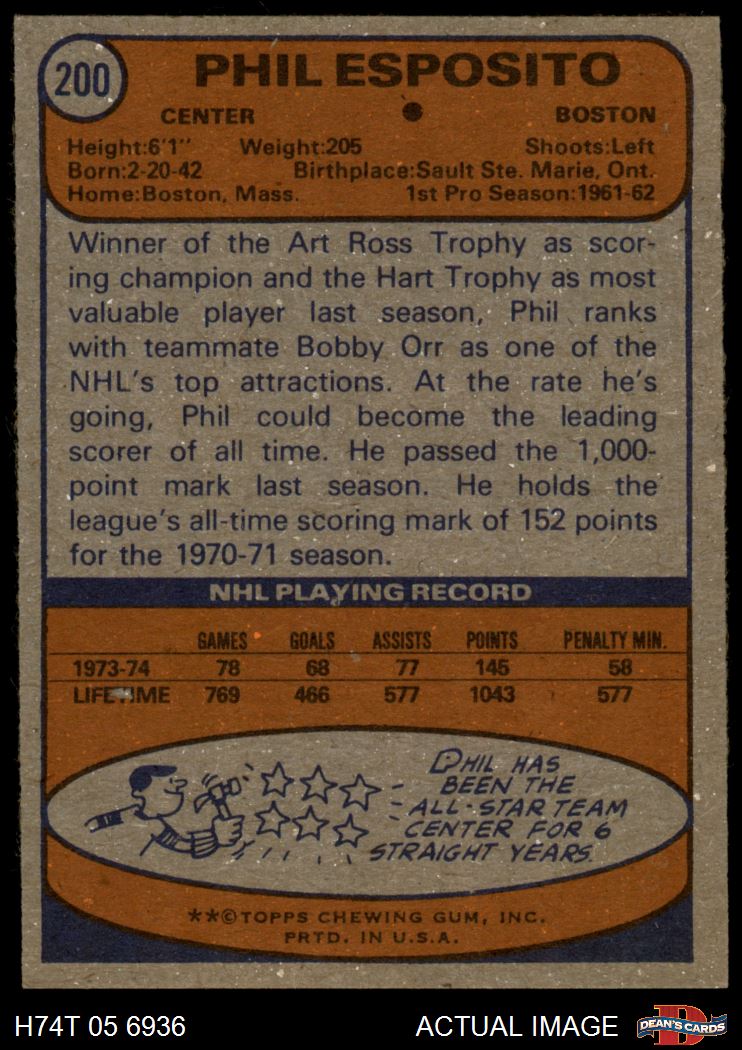 200
PHIL ESPOSITO
CENTER BOSTON
Height:6'1" Weight:205 Shoots:Left
Born:2-20-42 Birthplace:Sault Ste. Marie, Ont.
Home:Boston, Mass. 1st Pro Season:1961-62
Winner of the Art Ross Trophy as scor-
ing champion and the Hart Trophy as most
valuable player last season, Phil ranks
with teammate Bobby Orr as one of the
NHL's top attractions. At the rate he's
going, Phil could become the leading
scorer of all time. He passed the 1,000-
point mark last season. He holds the
league's all-time scoring mark of 152 points
for the 1970-71 season.
NHL PLAYING RECORD
GAMES GOALS ASSISTS POINTS PENALTY MIN.
1973-74 78 68 77 145 58
LIFETIME 769 466 577 1043 577
PHIL HAS
BEEN THE
ALL-STAR TEAM
CENTER FOR 6
STRAIGHT YEARS.
**©TOPPS CHEWING GUM, INC.
PRTD. IN U.S.A.
H74T 05 6936 ACTUAL IMAGE D DEAN'S CARDS